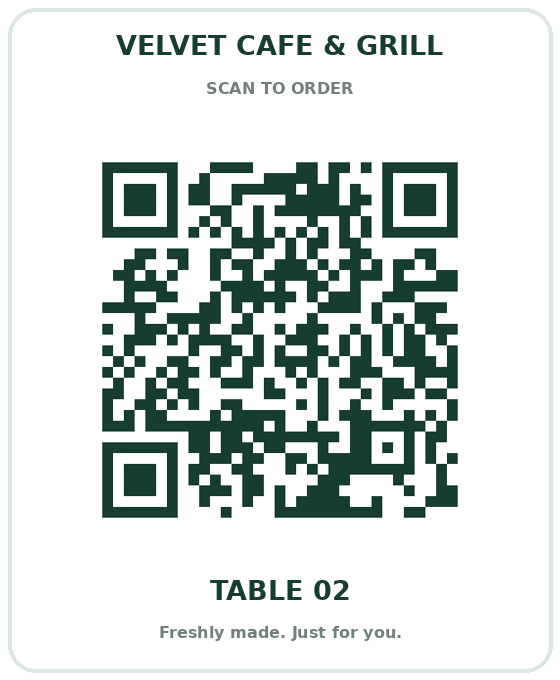 VELVET CAFE & GRILL
SCAN TO ORDER
TABLE 02
Freshly made. Just for you.